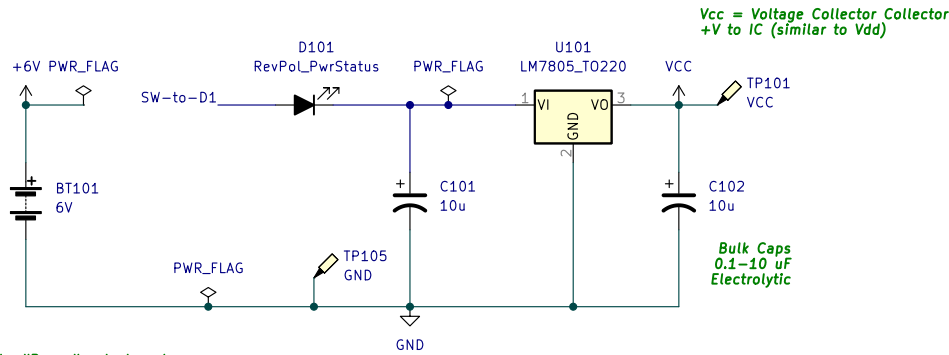 Vcc = Voltage Collector Collector
+V to IC (similar to Vdd)
D101
RevPol_PwrStatus
U101
LM7805_TO220
+6V PWR_FLAG
PWR_FLAG
VCC
TP101
VCC
SW-to-D1
1 VI VO 3
GND
2
+
BT101
6V
+
C101
10u
+
C102
10u
Bulk Caps
0.1-10 uF
Electrolytic
PWR_FLAG
TP105
GND
GND